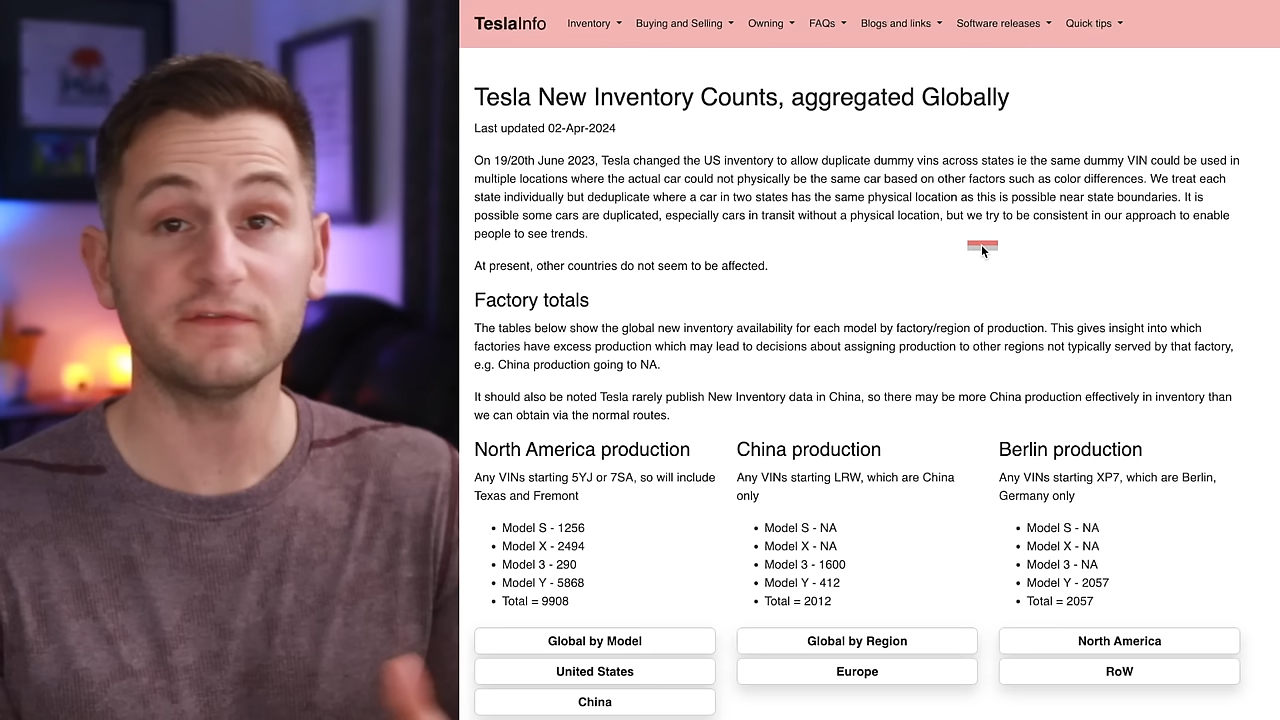 TeslaInfo
Inventory
Buying and Selling
Owning
FAQs
Blogs and links
Software releases
Quick tips
Tesla New Inventory Counts, aggregated Globally
Last updated 02-Apr-2024
On 19/20th June 2023, Tesla changed the US inventory to allow duplicate dummy vins across states ie the same dummy VIN could be used in
multiple locations where the actual car could not physically be the same car based on other factors such as color differences. We treat each
state individually but deduplicate where a car in two states has the same physical location as this is possible near state boundaries. It is
possible some cars are duplicated, especially cars in transit without a physical location, but we try to be consistent in our approach to enable
people to see trends.
At present, other countries do not seem to be affected.
Factory totals
The tables below show the global new inventory availability for each model by factory/region of production. This gives insight into which
factories have excess production which may lead to decisions about assigning production to other regions not typically served by that factory,
e.g. China production going to NA.
It should also be noted Tesla rarely publish New Inventory data in China, so there may be more China production effectively in inventory than
we can obtain via the normal routes.
North America production
Any VINs starting 5YJ or 7SA, so will include
Texas and Fremont
• Model S - 1256
• Model X - 2494
• Model 3 - 290
• Model Y - 5868
• Total = 9908
China production
Any VINs starting LRW, which are China
only
• Model S - NA
• Model X - NA
• Model 3 - 1600
• Model Y - 412
• Total = 2012
Berlin production
Any VINs starting XP7, which are Berlin,
Germany only
• Model S - NA
• Model X - NA
• Model 3 - NA
• Model Y - 2057
• Total = 2057
Global by Model
Global by Region
North America
United States
Europe
RoW
China